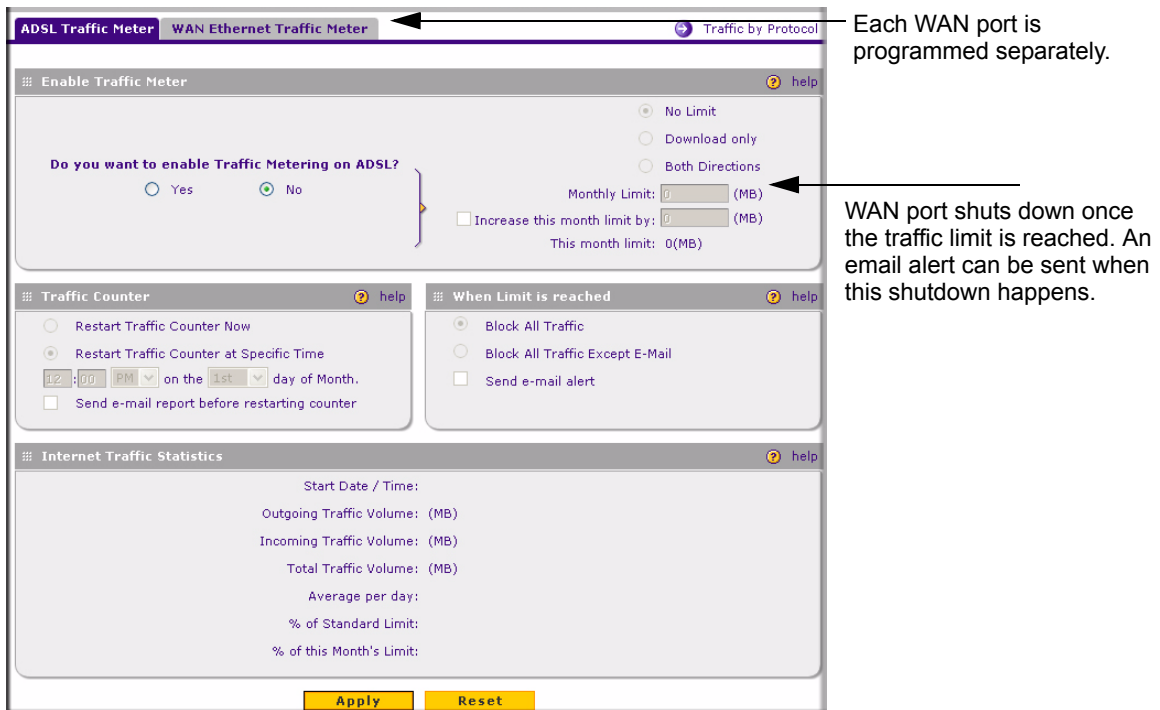 ADSL Traffic Meter WAN Ethernet Traffic Meter Traffic by Protocol
Each WAN port is
programmed separately.
Enable Traffic Meter help
Do you want to enable Traffic Metering on ADSL?
Yes No
No Limit
Download only
Both Directions
Monthly Limit: 0 (MB)
Increase this month limit by: 0 (MB)
This month limit: 0(MB)
WAN port shuts down once
the traffic limit is reached. An
email alert can be sent when
this shutdown happens.
Traffic Counter help
Restart Traffic Counter Now
Restart Traffic Counter at Specific Time
12 :00 PM on the 1st day of Month.
Send e-mail report before restarting counter
When Limit is reached help
Block All Traffic
Block All Traffic Except E-Mail
Send e-mail alert
Internet Traffic Statistics help
Start Date / Time:
Outgoing Traffic Volume: (MB)
Incoming Traffic Volume: (MB)
Total Traffic Volume: (MB)
Average per day:
% of Standard Limit:
% of this Month's Limit:
Apply Reset